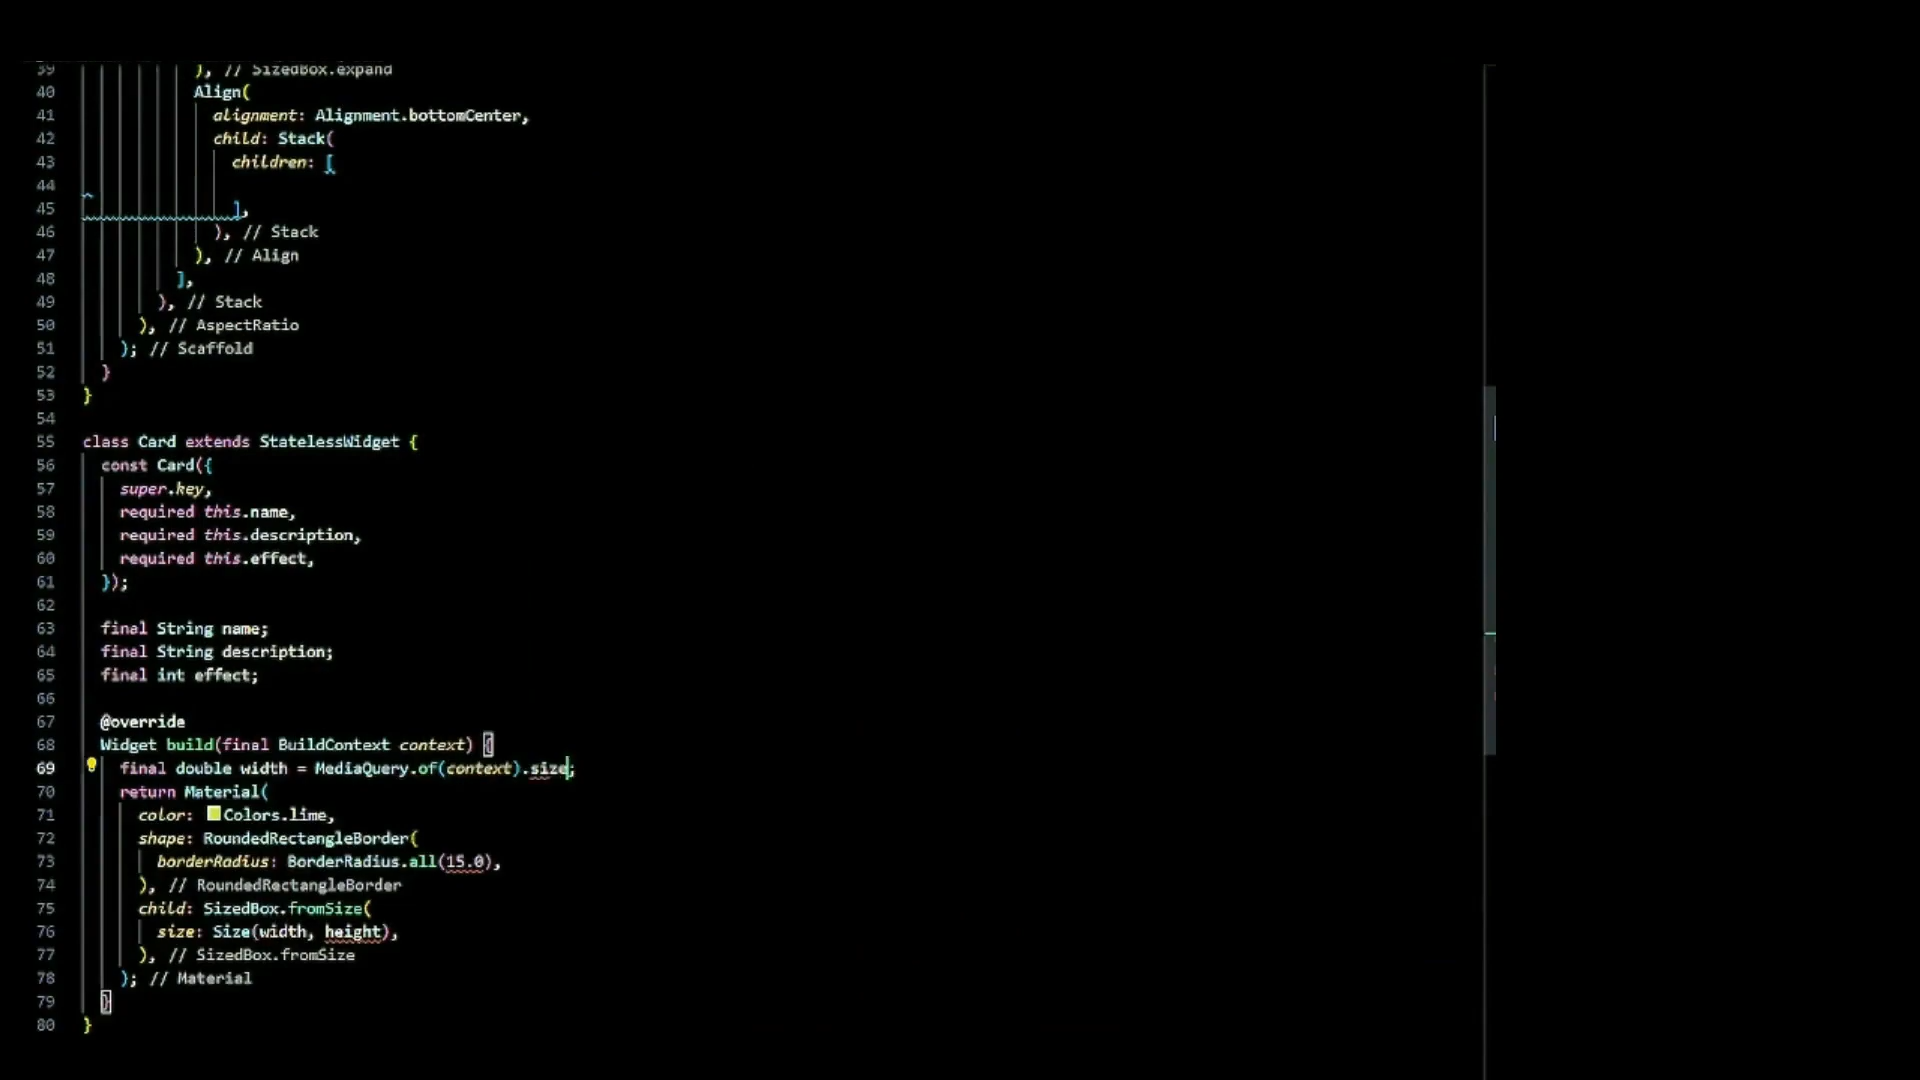 39 ), // SizedBox.expand
40 Align(
41 alignment: Alignment.bottomCenter,
42 child: Stack(
43 children: [
44
45 ],
46 ), // Stack
47 ), // Align
48 ],
49 ), // Stack
50 ), // AspectRatio
51 ); // Scaffold
52 }
53 }
54
55 class Card extends StatelessWidget {
56 const Card({
57 super.key,
58 required this.name,
59 required this.description,
60 required this.effect,
61 });
62
63 final String name;
64 final String description;
65 final int effect;
66
67 @override
68 Widget build(final BuildContext context) {
69 final double width = MediaQuery.of(context).size;
70 return Material(
71 color: Colors.lime,
72 shape: RoundedRectangleBorder(
73 borderRadius: BorderRadius.all(15.0),
74 ), // RoundedRectangleBorder
75 child: SizedBox.fromSize(
76 size: Size(width, height),
77 ), // SizedBox.fromSize
78 ); // Material
79 }
80 }